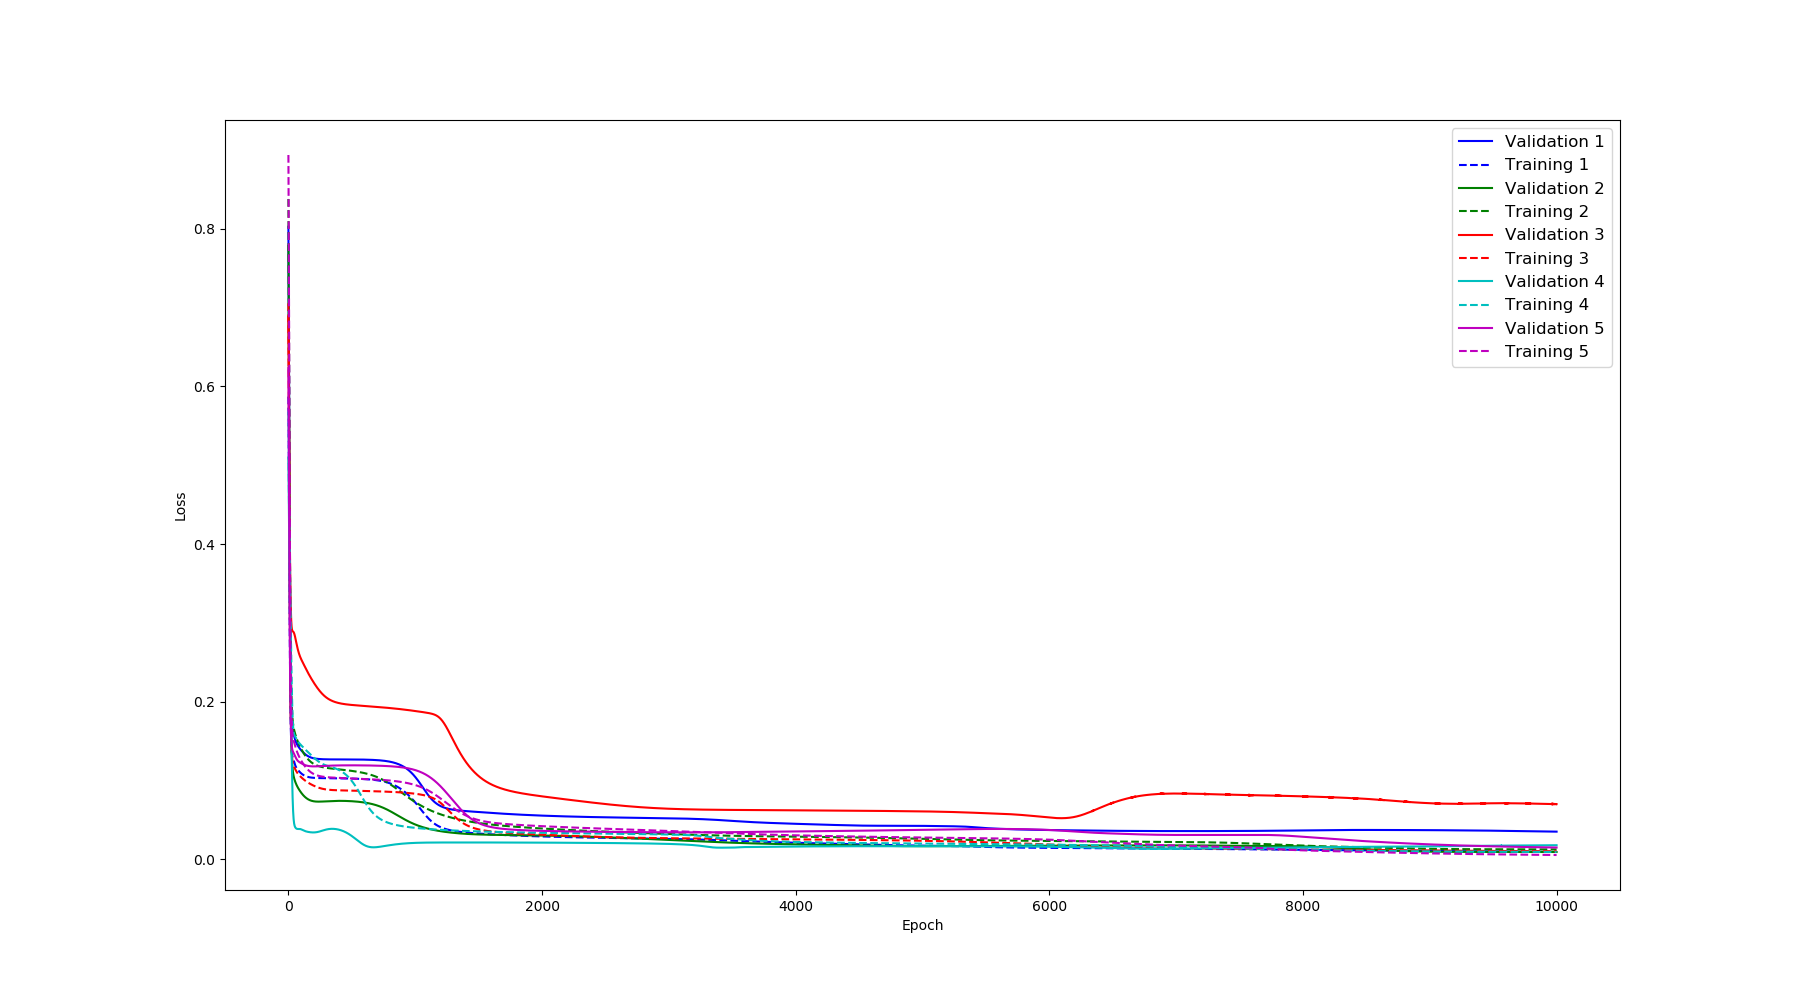 Validation 1
Training 1
Validation 2
Training 2
Validation 3
Training 3
Validation 4
Training 4
Validation 5
Training 5
0.8
0.6
0.4
0.2
0.0
Loss
0 2000 4000 6000 8000 10000
Epoch